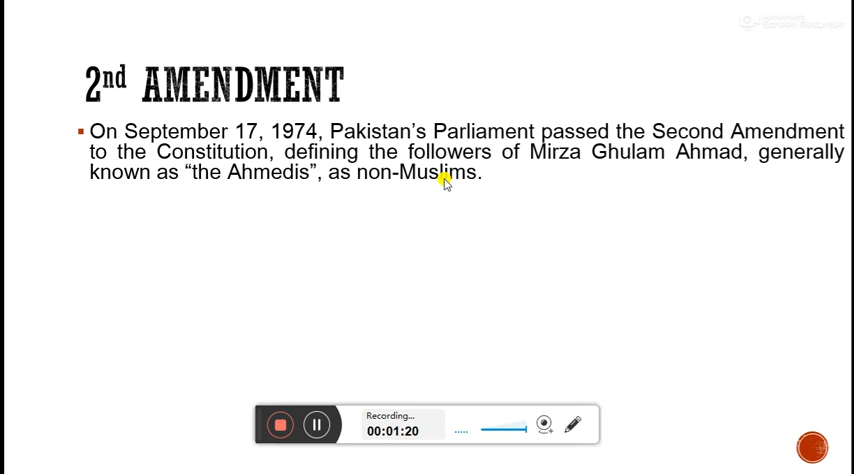 2nd AMENDMENT
On September 17, 1974, Pakistan's Parliament passed the Second Amendment
to the Constitution, defining the followers of Mirza Ghulam Ahmad, generally
known as “the Ahmedis”, as non-Muslims.
Recording...
00:01:20